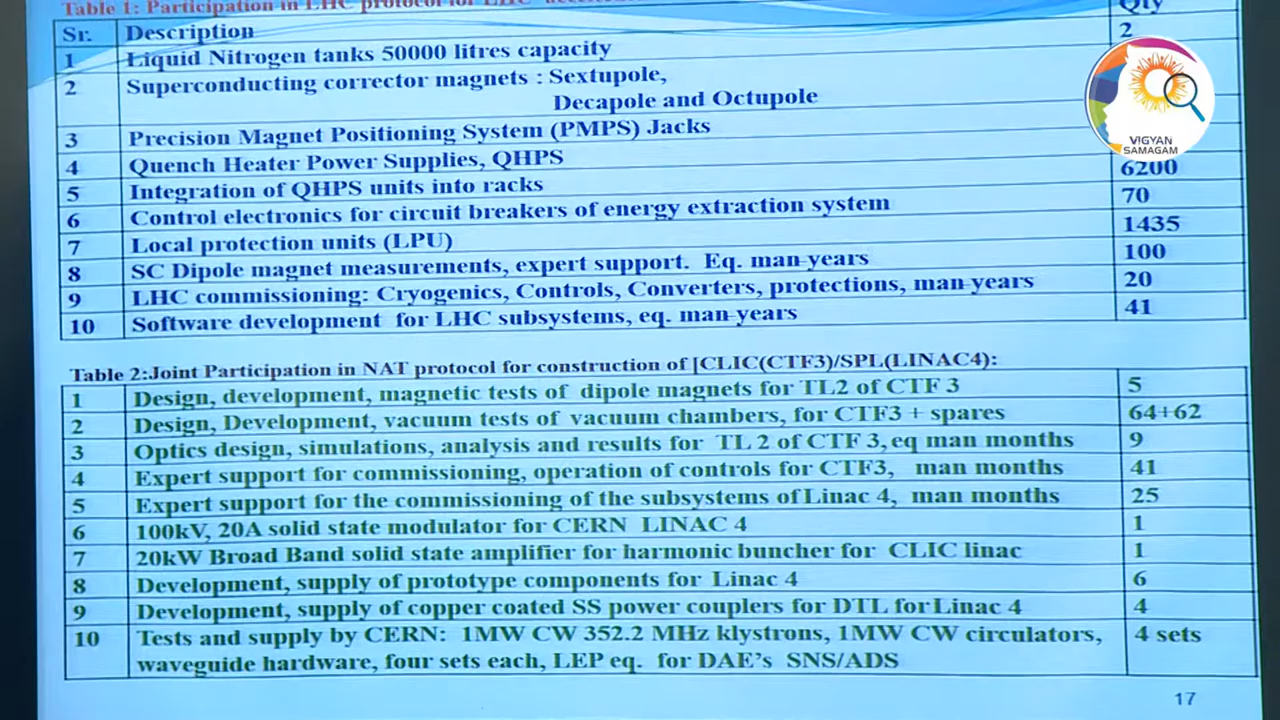 Table 1: Participation in LHC protocol for LHC
Sr. Description Qty
1 Liquid Nitrogen tanks 50000 litres capacity 2
2 Superconducting corrector magnets : Sextupole,
Decapole and Octupole
3 Precision Magnet Positioning System (PMPS) Jacks
4 Quench Heater Power Supplies, QHPS
5 Integration of QHPS units into racks 6200
6 Control electronics for circuit breakers of energy extraction system 70
7 Local protection units (LPU) 1435
8 SC Dipole magnet measurements, expert support. Eq. man-years 100
9 LHC commissioning: Cryogenics, Controls, Converters, protections, man-years 20
10 Software development for LHC subsystems, eq. man-years 41
Table 2:Joint Participation in NAT protocol for construction of [CLIC(CTF3)/SPL(LINAC4):
1 Design, development, magnetic tests of dipole magnets for TL2 of CTF 3 5
2 Design, Development, vacuum tests of vacuum chambers, for CTF3 + spares 64+62
3 Optics design, simulations, analysis and results for TL 2 of CTF 3, eq man months 9
4 Expert support for commissioning, operation of controls for CTF3, man months 41
5 Expert support for the commissioning of the subsystems of Linac 4, man months 25
6 100kV, 20A solid state modulator for CERN LINAC 4 1
7 20kW Broad Band solid state amplifier for harmonic buncher for CLIC linac 1
8 Development, supply of prototype components for Linac 4 6
9 Development, supply of copper coated SS power couplers for DTL for Linac 4 4
10 Tests and supply by CERN: 1MW CW 352.2 MHz klystrons, 1MW CW circulators, 4 sets
waveguide hardware, four sets each, LEP eq. for DAE's SNS/ADS
17
VIGYAN
SAMAGAM